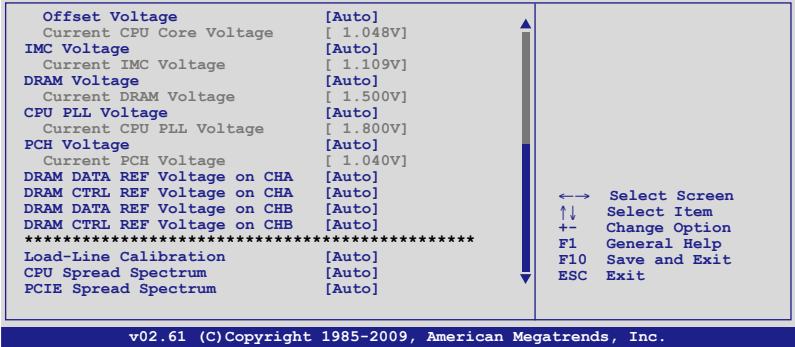 Offset Voltage [Auto]
Current CPU Core Voltage [ 1.048V]
IMC Voltage [Auto]
Current IMC Voltage [ 1.109V]
DRAM Voltage [Auto]
Current DRAM Voltage [ 1.500V]
CPU PLL Voltage [Auto]
Current CPU PLL Voltage [ 1.800V]
PCH Voltage [Auto]
Current PCH Voltage [ 1.040V]
DRAM DATA REF Voltage on CHA [Auto]
DRAM CTRL REF Voltage on CHA [Auto]
DRAM DATA REF Voltage on CHB [Auto]
DRAM CTRL REF Voltage on CHB [Auto]
***********************************************
Load-Line Calibration [Auto]
CPU Spread Spectrum [Auto]
PCIE Spread Spectrum [Auto]
←→ Select Screen
↑↓ Select Item
+- Change Option
F1 General Help
F10 Save and Exit
ESC Exit
v02.61 (C)Copyright 1985-2009, American Megatrends, Inc.